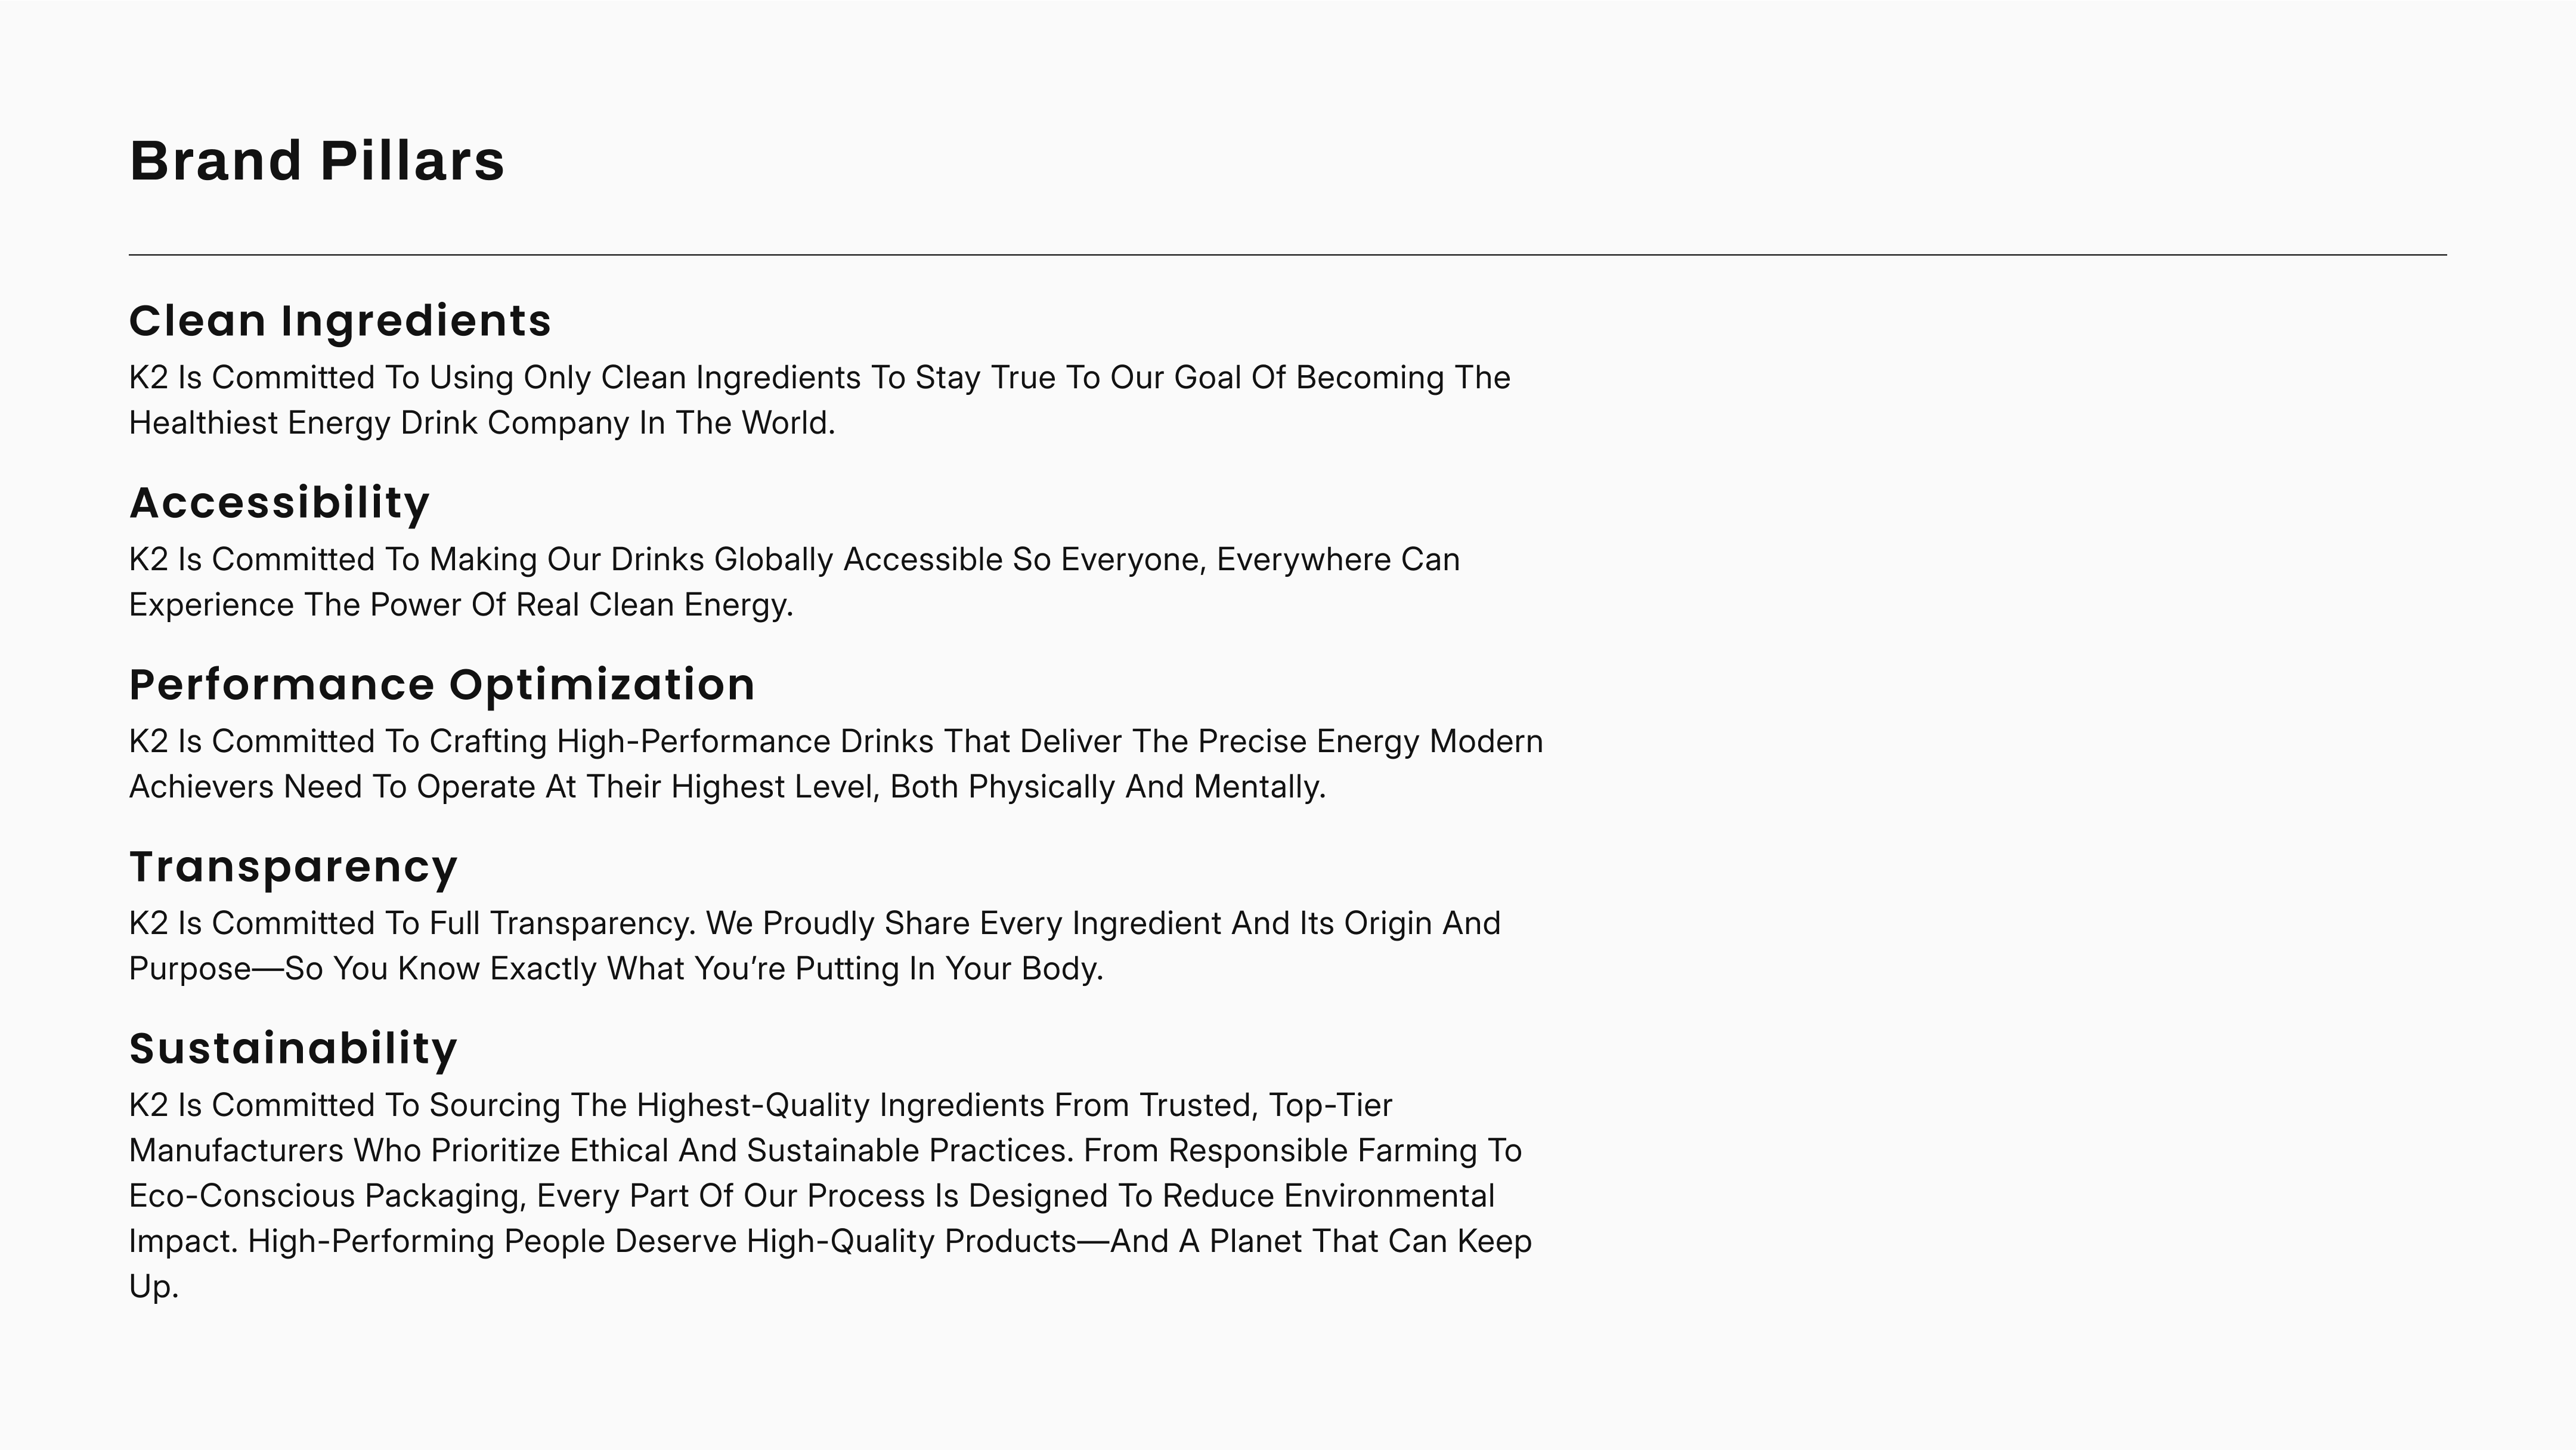 Brand Pillars
Clean Ingredients
K2 Is Committed To Using Only Clean Ingredients To Stay True To Our Goal Of Becoming The
Healthiest Energy Drink Company In The World.
Accessibility
K2 Is Committed To Making Our Drinks Globally Accessible So Everyone, Everywhere Can
Experience The Power Of Real Clean Energy.
Performance Optimization
K2 Is Committed To Crafting High-Performance Drinks That Deliver The Precise Energy Modern
Achievers Need To Operate At Their Highest Level, Both Physically And Mentally.
Transparency
K2 Is Committed To Full Transparency. We Proudly Share Every Ingredient And Its Origin And
Purpose—So You Know Exactly What You’re Putting In Your Body.
Sustainability
K2 Is Committed To Sourcing The Highest-Quality Ingredients From Trusted, Top-Tier
Manufacturers Who Prioritize Ethical And Sustainable Practices. From Responsible Farming To
Eco-Conscious Packaging, Every Part Of Our Process Is Designed To Reduce Environmental
Impact. High-Performing People Deserve High-Quality Products—And A Planet That Can Keep
Up.